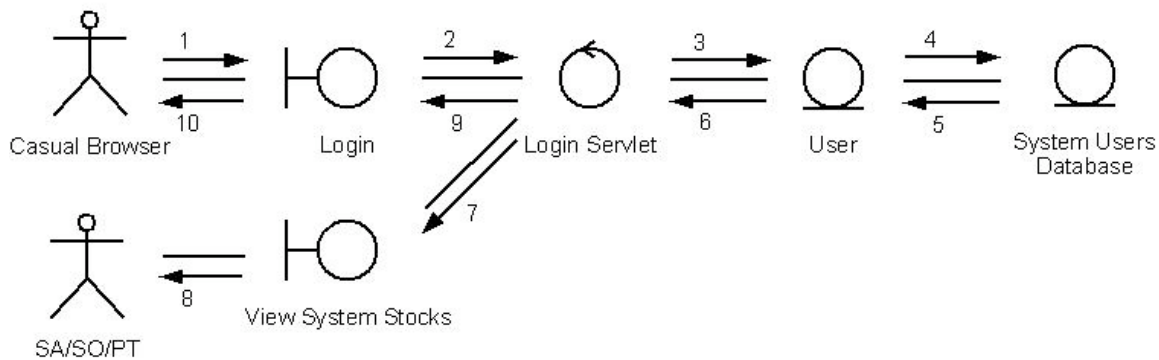 1
2
3
4
10
9
6
5
Casual Browser
Login
Login Servlet
User
System Users
Database
7
8
View System Stocks
SA/SO/PT